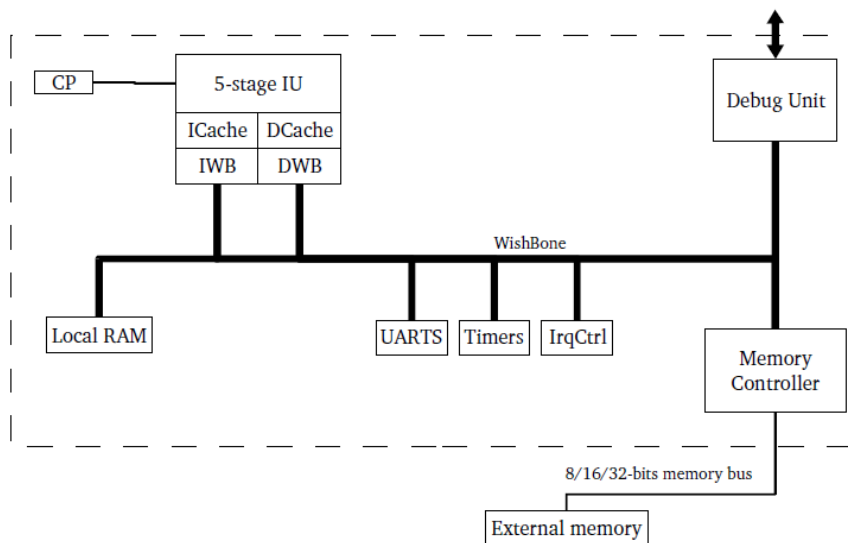 CP
5-stage IU
ICache
DCache
IWB
DWB
Debug Unit
WishBone
Local RAM
UARTS
Timers
IrqCtrl
Memory
Controller
8/16/32-bits memory bus
External memory